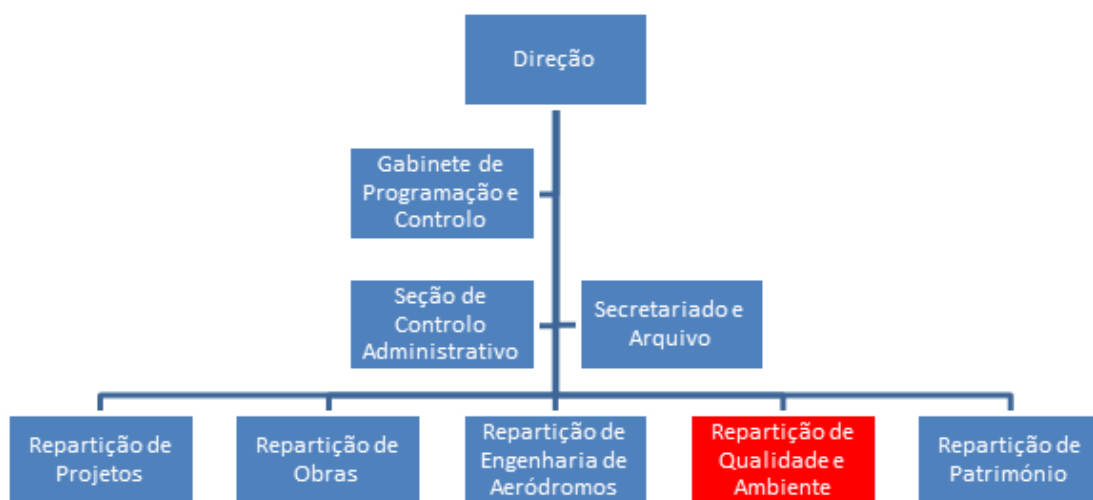 Direção
Gabinete de
Programação e
Controlo
Seção de
Controlo
Administrativo
Secretariado e
Arquivo
Repartição de
Projetos
Repartição de
Obras
Repartição de
Engenharia de
Aeródromos
Repartição de
Qualidade e
Ambiente
Repartição de
Património